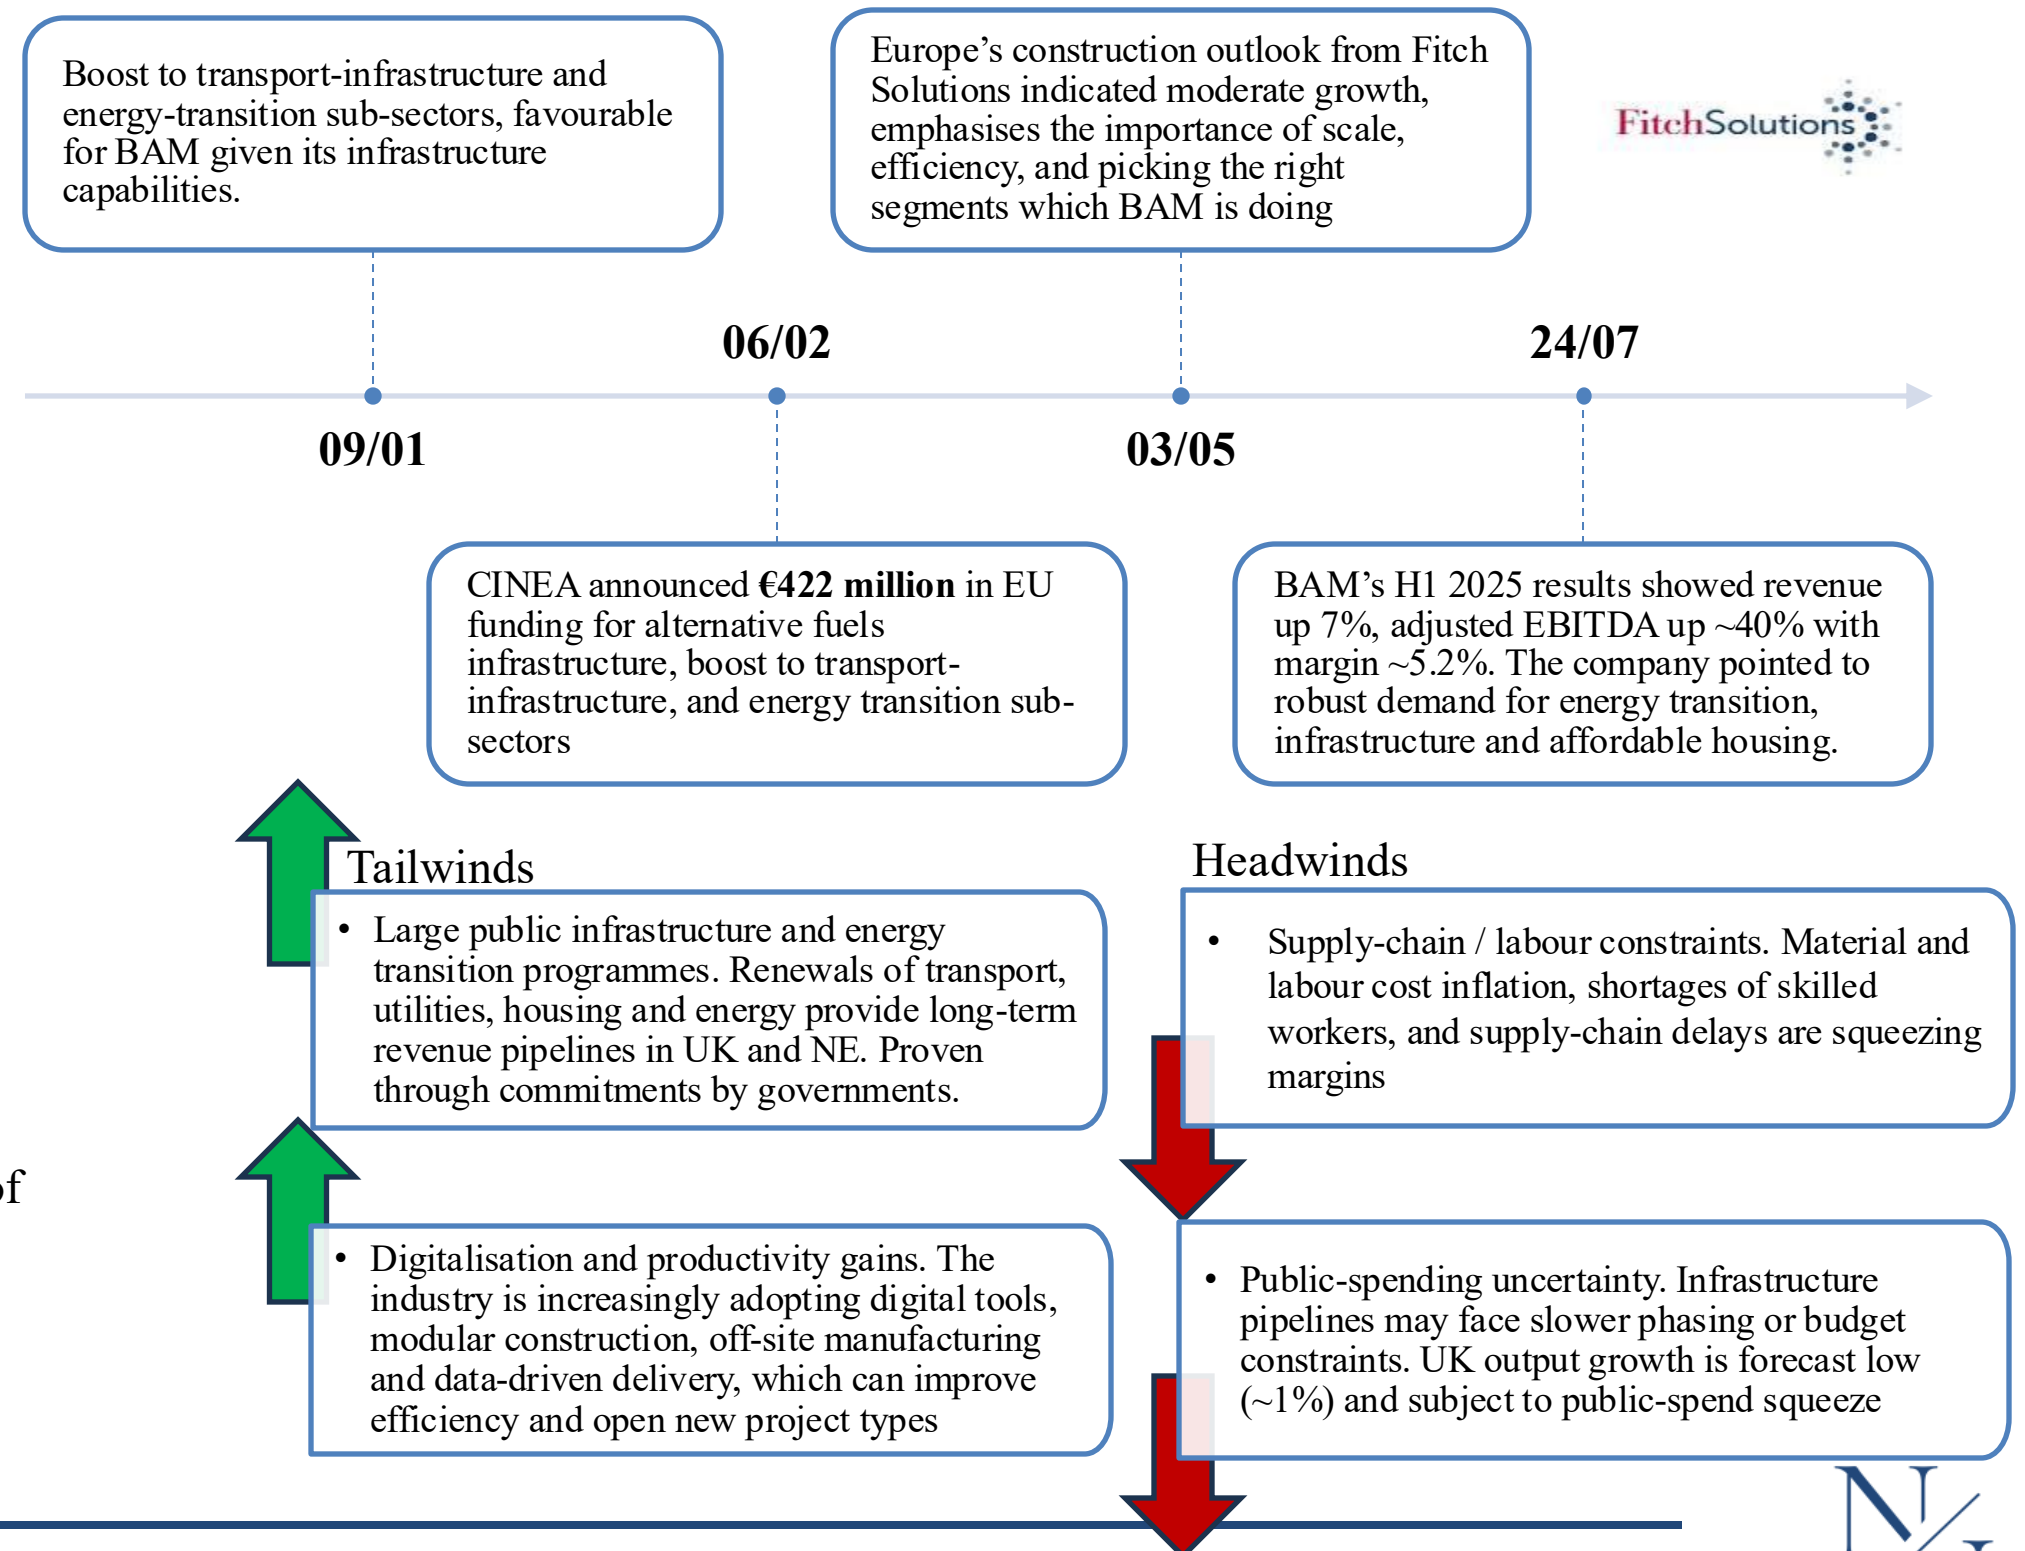 Boost to transport-infrastructure and
energy-transition sub-sectors, favourable
for BAM given its infrastructure
capabilities.
Europe’s construction outlook from Fitch
Solutions indicated moderate growth,
emphasises the importance of scale,
efficiency, and picking the right
segments which BAM is doing
FitchSolutions
06/02
24/07
09/01
03/05
CINEA announced €422 million in EU
funding for alternative fuels
infrastructure, boost to transport-
infrastructure, and energy transition sub-
sectors
BAM’s H1 2025 results showed revenue
up 7%, adjusted EBITDA up ~40% with
margin ~5.2%. The company pointed to
robust demand for energy transition,
infrastructure and affordable housing.
Tailwinds
• Large public infrastructure and energy
transition programmes. Renewals of transport,
utilities, housing and energy provide long-term
revenue pipelines in UK and NE. Proven
through commitments by governments.
• Digitalisation and productivity gains. The
industry is increasingly adopting digital tools,
modular construction, off-site manufacturing
and data-driven delivery, which can improve
efficiency and open new project types
Headwinds
• Supply-chain / labour constraints. Material and
labour cost inflation, shortages of skilled
workers, and supply-chain delays are squeezing
margins
• Public-spending uncertainty. Infrastructure
pipelines may face slower phasing or budget
constraints. UK output growth is forecast low
(~1%) and subject to public-spend squeeze
of
N